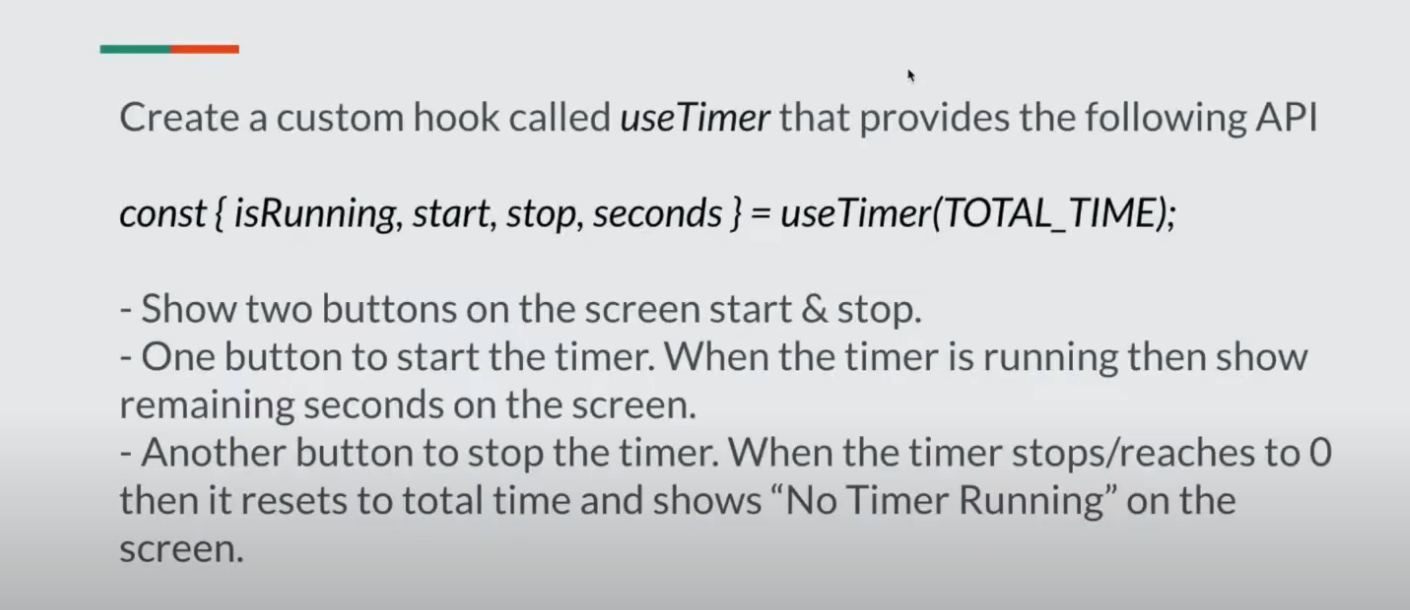 Create a custom hook called useTimer that provides the following API
const { isRunning, start, stop, seconds } = useTimer(TOTAL_TIME);
- Show two buttons on the screen start & stop.
- One button to start the timer. When the timer is running then show
remaining seconds on the screen.
- Another button to stop the timer. When the timer stops/reaches to 0
then it resets to total time and shows “No Timer Running” on the
screen.